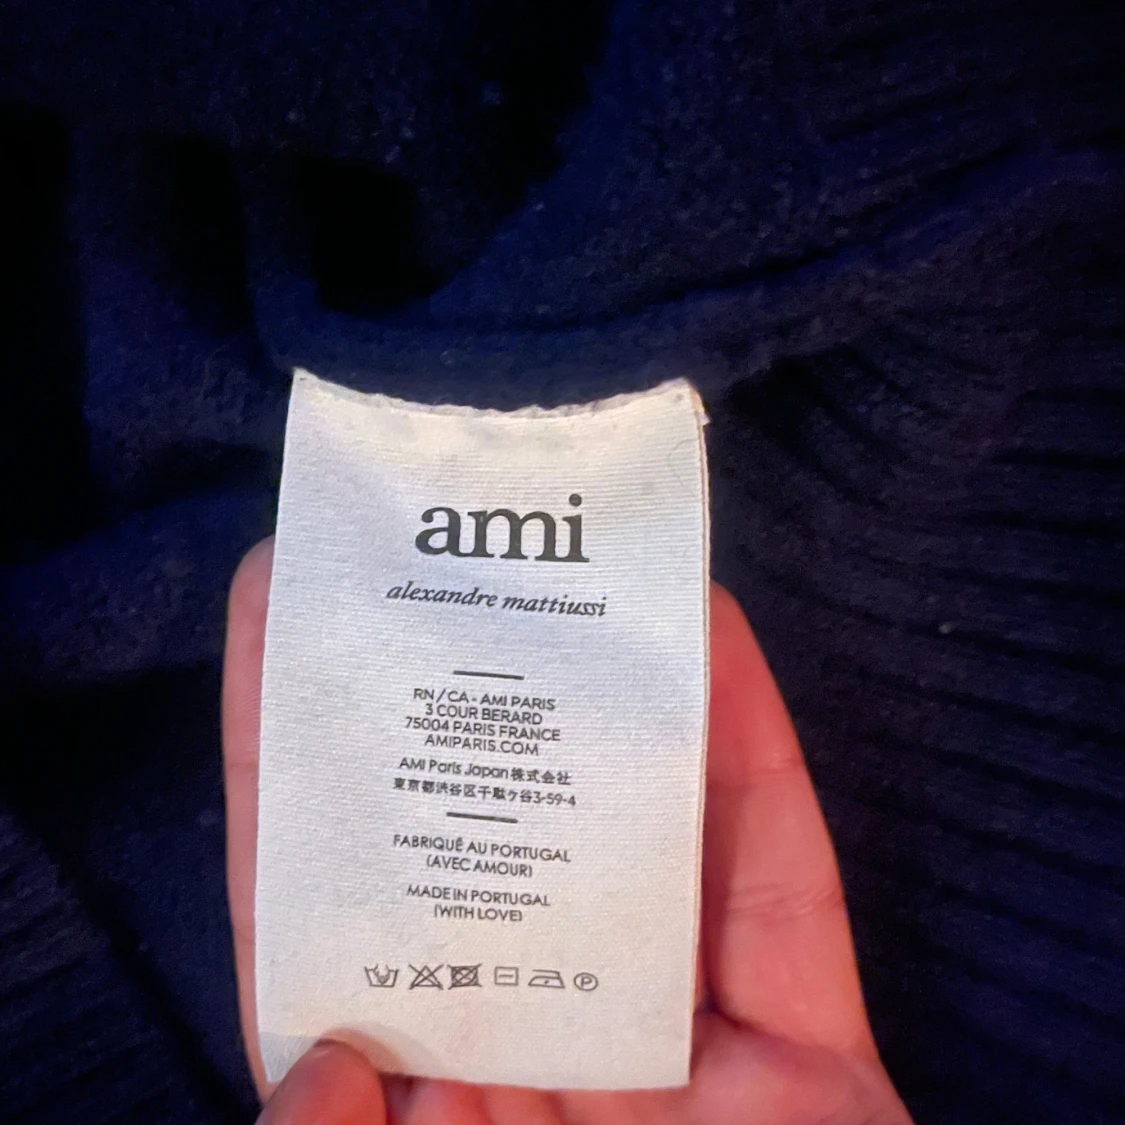 ami
alexandre mattiussi
RN / CA - AMI PARIS
3 COUR BERARD
75004 PARIS FRANCE
AMIPARIS.COM
AMI Paris Japan 株式会社
東京都渋谷区千駄ヶ谷3-59-4
FABRIQUÉ AU PORTUGAL
(AVEC AMOUR)
MADE IN PORTUGAL
(WITH LOVE)
P